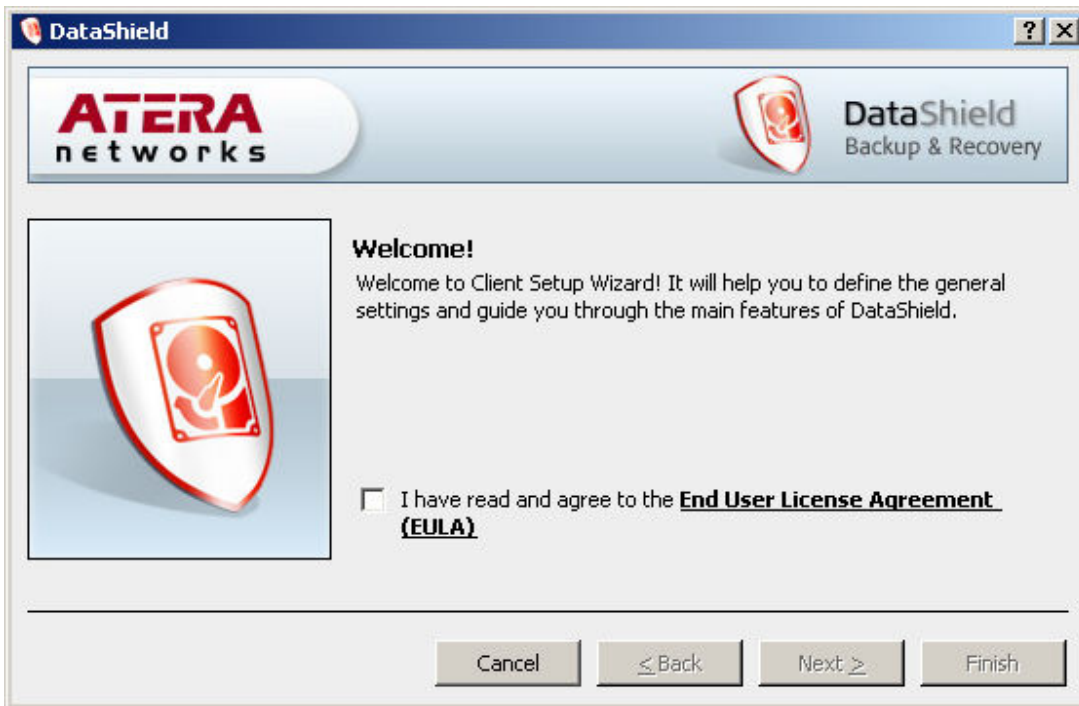 DataShield
ATERA
networks
DataShield
Backup & Recovery
Welcome!
Welcome to Client Setup Wizard! It will help you to define the general
settings and guide you through the main features of DataShield.
I have read and agree to the End User License Agreement
(EULA)
Cancel
< Back
Next >
Finish